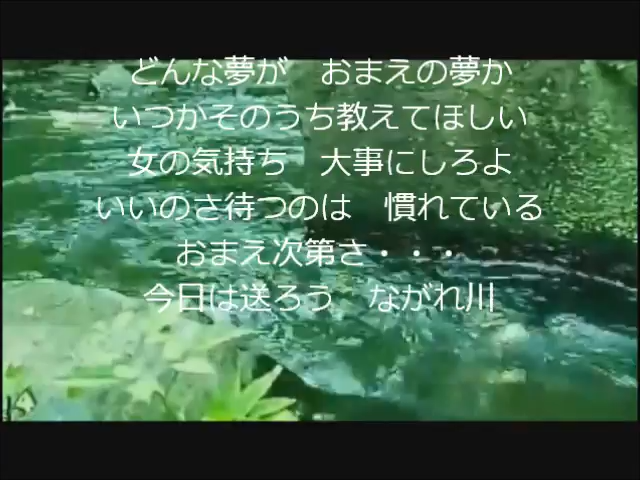 どんな夢が　おまえの夢か
いつかそのうち教えてほしい
女の気持ち　大事にしろよ
いいのさ待つのは　慣れている
おまえ次第さ・・・
今日は送ろう　ながれ川